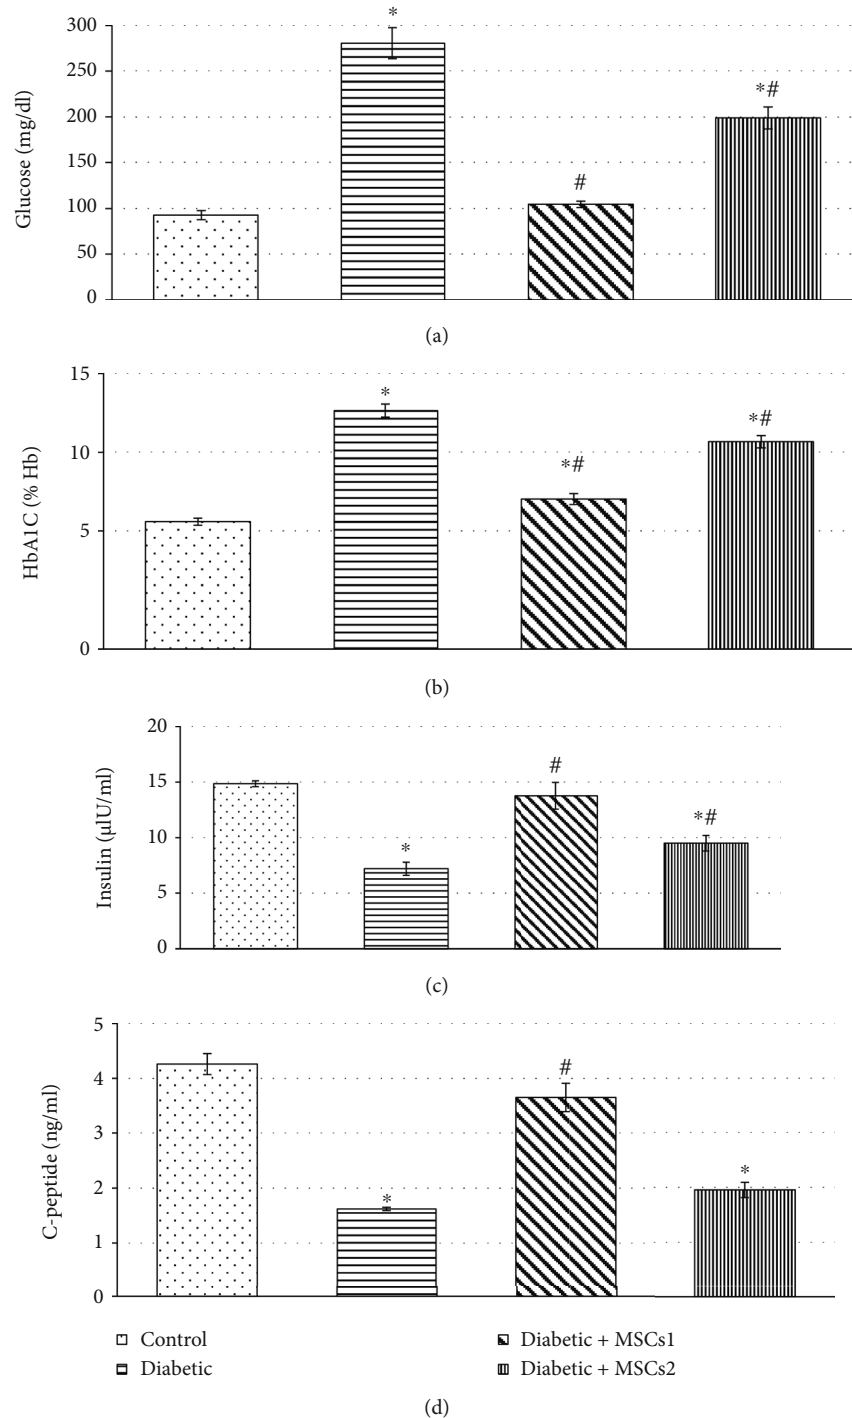 300
250
200
150
100
50
0
Glucose (mg/dl)
*
#
*#
(a)
15
10
5
0
HbA1C (% Hb)
*
*#
*#
(b)
20
15
10
5
0
Insulin (µIU/ml)
*
#
*#
(c)
5
4
3
2
1
0
C-peptide (ng/ml)
*
#
*
Control
Diabetic
Diabetic + MSCs1
Diabetic + MSCs2
(d)